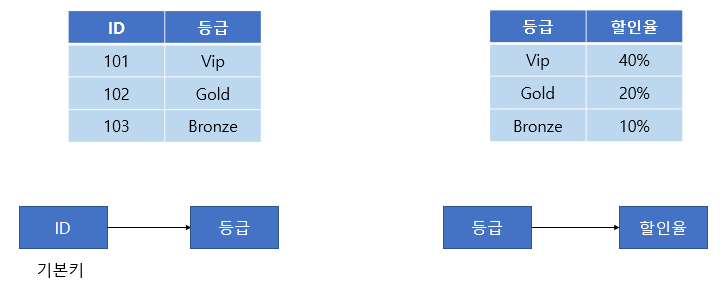 ID 등급
101 Vip
102 Gold
103 Bronze
등급 할인율
Vip 40%
Gold 20%
Bronze 10%
ID 등급
기본키
등급 할인율